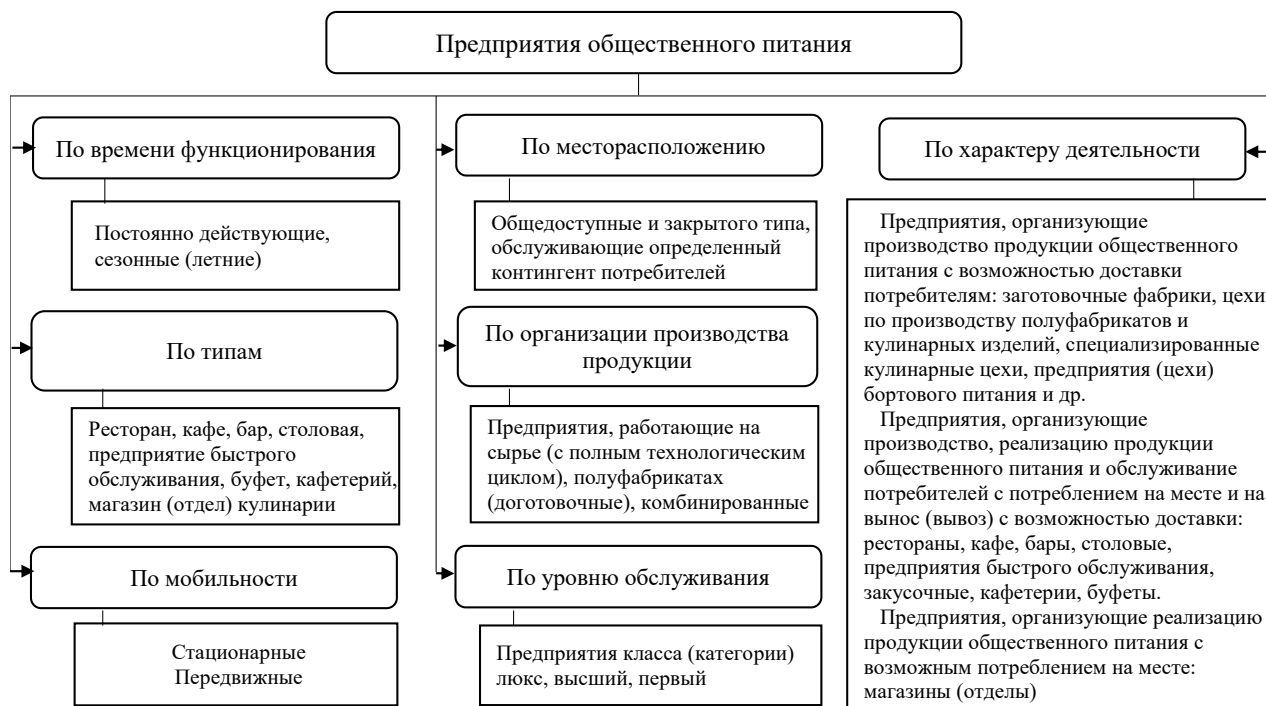 Предприятия общественного питания
По времени функционирования
Постоянно действующие,
сезонные (летние)
По типам
Ресторан, кафе, бар, столовая,
предприятие быстрого
обслуживания, буфет, кафетерий,
магазин (отдел) кулинарии
По мобильности
Стационарные
Передвижные
По месторасположению
Общедоступные и закрытого типа,
обслуживающие определенный
контингент потребителей
По организации производства
продукции
Предприятия, работающие на
сырье (с полным технологическим
циклом), полуфабрикатах
(доготовочные), комбинированные
По уровню обслуживания
Предприятия класса (категории)
люкс, высший, первый
По характеру деятельности
Предприятия, организующие
производство продукции общественного
питания с возможностью доставки
потребителям: заготовочные фабрики, цехи
по производству полуфабрикатов и
кулинарных изделий, специализированные
кулинарные цехи, предприятия (цехи)
бортового питания и др.
Предприятия, организующие
производство, реализацию продукции
общественного питания и обслуживание
потребителей с потреблением на месте и на
вынос (вывоз) с возможностью доставки:
рестораны, кафе, бары, столовые,
предприятия быстрого обслуживания,
закусочные, кафетерии, буфеты.
Предприятия, организующие реализацию
продукции общественного питания с
возможным потреблением на месте:
магазины (отделы)